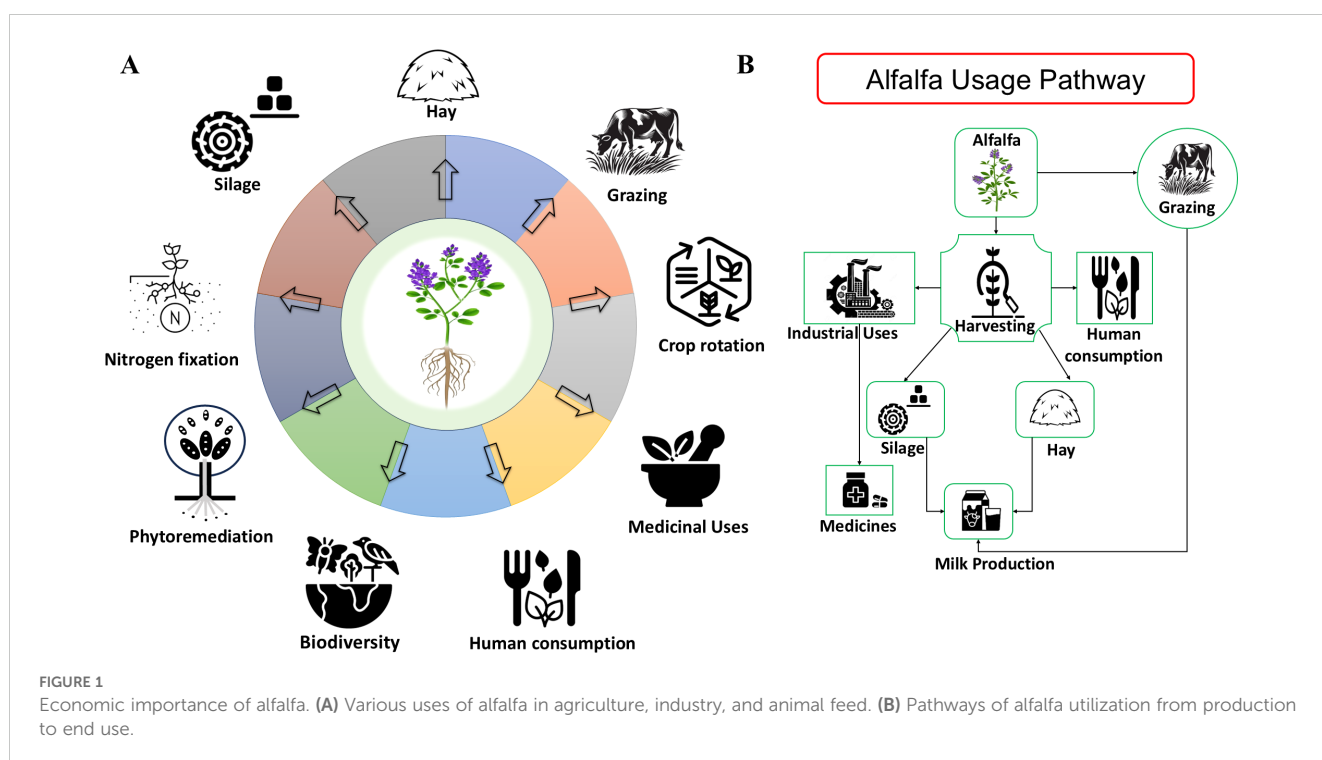 A
Hay
Silage
Grazing
Nitrogen fixation
N
Crop rotation
Phytoremediation
Medicinal Uses
Biodiversity
Human consumption
B
Alfalfa Usage Pathway
Alfalfa
Grazing
Industrial Uses
Harvesting
Human
consumption
Silage
Hay
Medicines
Milk Production
FIGURE 1
Economic importance of alfalfa. (A) Various uses of alfalfa in agriculture, industry, and animal feed. (B) Pathways of alfalfa utilization from production
to end use.